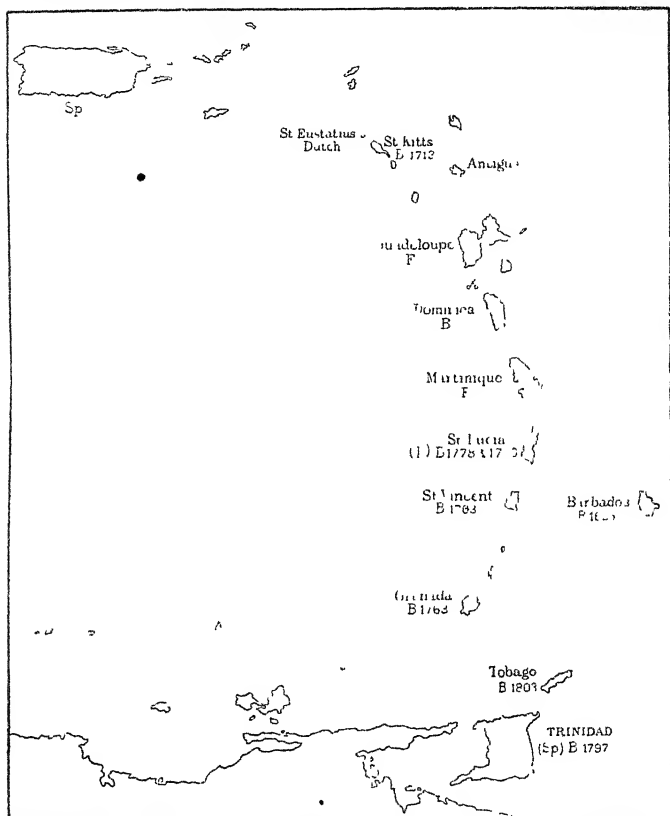 Sp
St Eustatius
Dutch
St Kitts
B 1713
Antigua
Guadeloupe
F
Dominica
B
Martinique
F
St Lucia
St Vincent
B 1763
Barbados
Grenada
B 1763
Tobago
B 1803
TRINIDAD
(Sp) B 1797